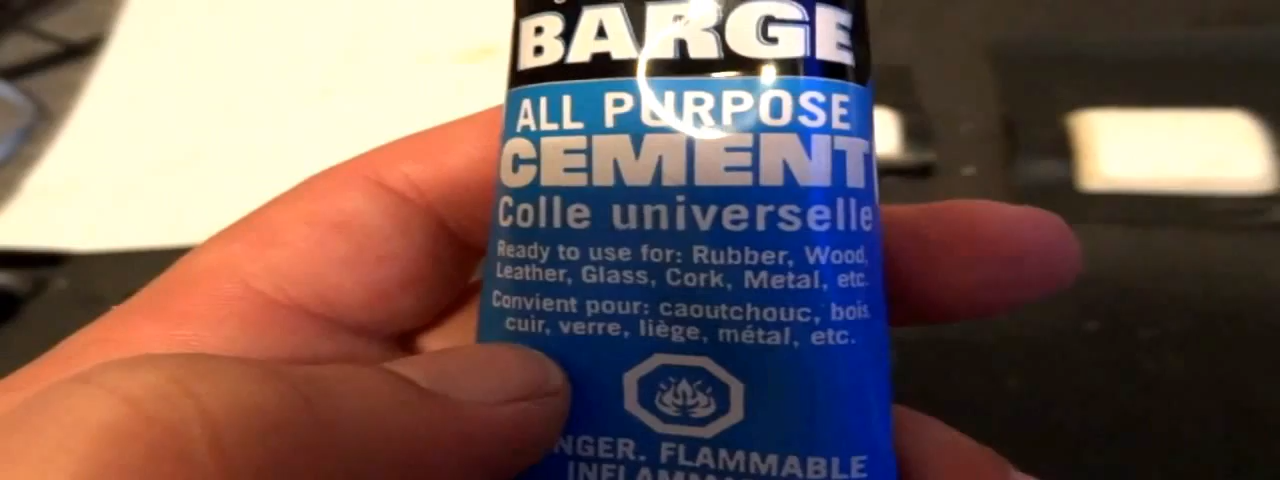 BARGE
ALL PURPOSE
CEMENT
Colle universelle
Ready to use for: Rubber, Wood,
Leather, Glass, Cork, Metal, etc.
Convient pour: caoutchouc, bois,
cuir, verre, liège, métal, etc.
NGER. FLAMMABLE